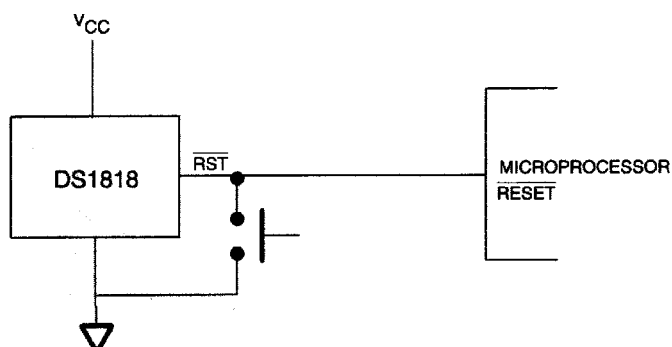 VCC
DS1818
RST
MICROPROCESSOR
RESET